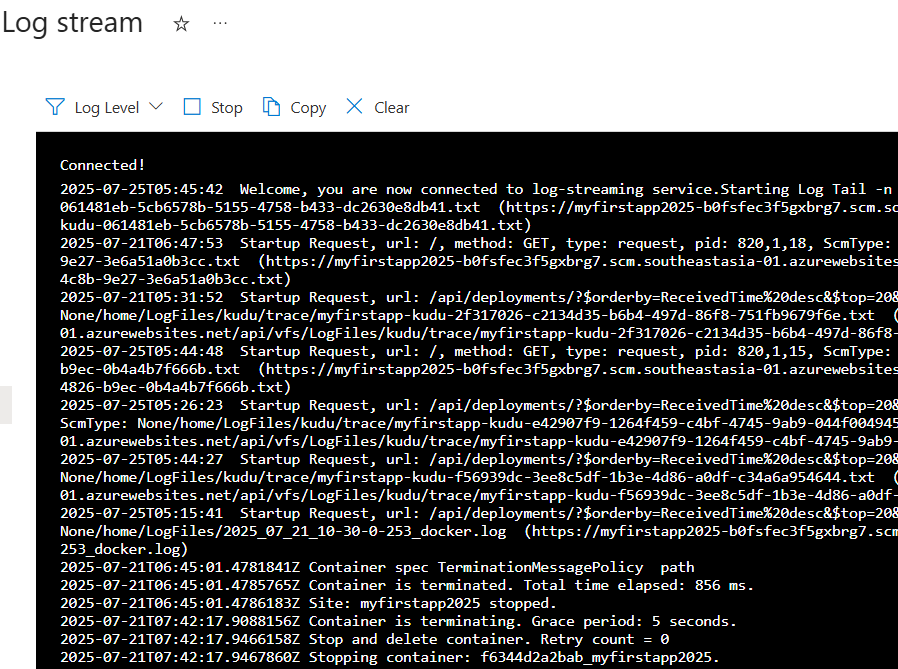 Log stream
Log Level
Stop
Copy
Clear
Connected!
2025-07-25T05:45:42  Welcome, you are now connected to log-streaming service.Starting Log Tail -n
061481eb-5cb6578b-5155-4758-b433-dc2630e8db41.txt  (https://myfirstapp2025-b0fsfec3f5gxbrg7.scm.so
kudu-061481eb-5cb6578b-5155-4758-b433-dc2630e8db41.txt)
2025-07-21T06:47:53  Startup Request, url: /, method: GET, type: request, pid: 820,1,18, ScmType:
9e27-3e6a51a0b3cc.txt  (https://myfirstapp2025-b0fsfec3f5gxbrg7.scm.southeastasia-01.azurewebsites
4c8b-9e27-3e6a51a0b3cc.txt)
2025-07-21T05:31:52  Startup Request, url: /api/deployments/?$orderby=ReceivedTime%20desc&$top=20&
None/home/LogFiles/kudu/trace/myfirstapp-kudu-2f317026-c2134d35-b6b4-497d-86f8-751fb9679f6e.txt  (
01.azurewebsites.net/api/vfs/LogFiles/kudu/trace/myfirstapp-kudu-2f317026-c2134d35-b6b4-497d-86f8-
2025-07-25T05:44:48  Startup Request, url: /, method: GET, type: request, pid: 820,1,15, ScmType:
b9ec-0b4a4b7f666b.txt  (https://myfirstapp2025-b0fsfec3f5gxbrg7.scm.southeastasia-01.azurewebsites
4826-b9ec-0b4a4b7f666b.txt)
2025-07-25T05:26:23  Startup Request, url: /api/deployments/?$orderby=ReceivedTime%20desc&$top=20&
ScmType: None/home/LogFiles/kudu/trace/myfirstapp-kudu-e42907f9-1264f459-c4bf-4745-9ab9-044f004945
01.azurewebsites.net/api/vfs/LogFiles/kudu/trace/myfirstapp-kudu-e42907f9-1264f459-c4bf-4745-9ab9-
2025-07-25T05:44:27  Startup Request, url: /api/deployments/?$orderby=ReceivedTime%20desc&$top=20&
None/home/LogFiles/kudu/trace/myfirstapp-kudu-f56939dc-3ee8c5df-1b3e-4d86-a0df-c34a6a954644.txt  (
01.azurewebsites.net/api/vfs/LogFiles/kudu/trace/myfirstapp-kudu-f56939dc-3ee8c5df-1b3e-4d86-a0df-
2025-07-25T05:15:41  Startup Request, url: /api/deployments/?$orderby=ReceivedTime%20desc&$top=20&
None/home/LogFiles/2025_07_21_10-30-0-253_docker.log  (https://myfirstapp2025-b0fsfec3f5gxbrg7.scm
253_docker.log)
2025-07-21T06:45:01.4781841Z Container spec TerminationMessagePolicy  path
2025-07-21T06:45:01.4785765Z Container is terminated. Total time elapsed: 856 ms.
2025-07-21T06:45:01.4786183Z Site: myfirstapp2025 stopped.
2025-07-21T07:42:17.9088156Z Container is terminating. Grace period: 5 seconds.
2025-07-21T07:42:17.9466158Z Stop and delete container. Retry count = 0
2025-07-21T07:42:17.9467860Z Stopping container: f6344d2a2bab_myfirstapp2025.